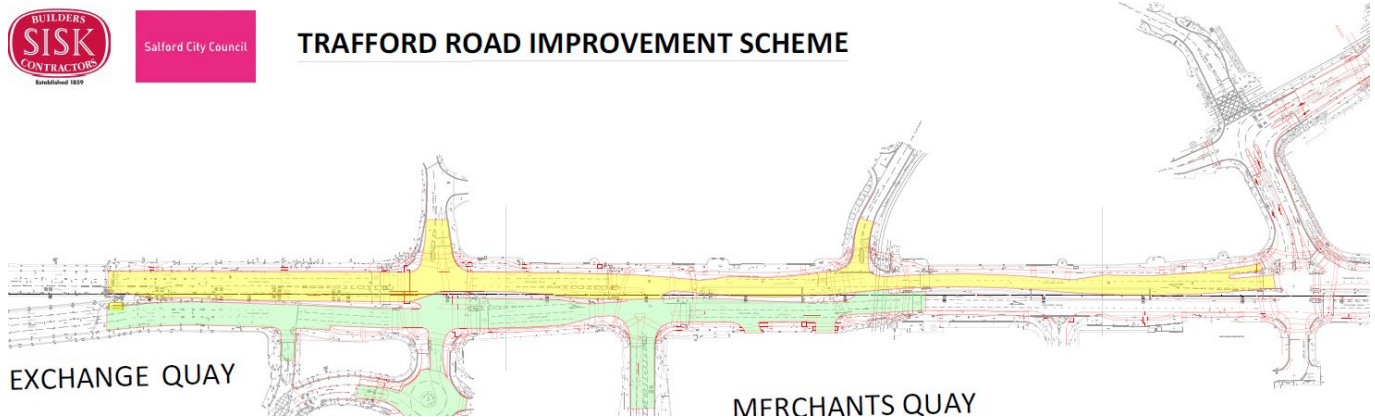 BUILDERS
SISK
CONTRACTORS
Established 1859
Salford City Council
TRAFFORD ROAD IMPROVEMENT SCHEME
EXCHANGE QUAY
MERCHANTS QUAY